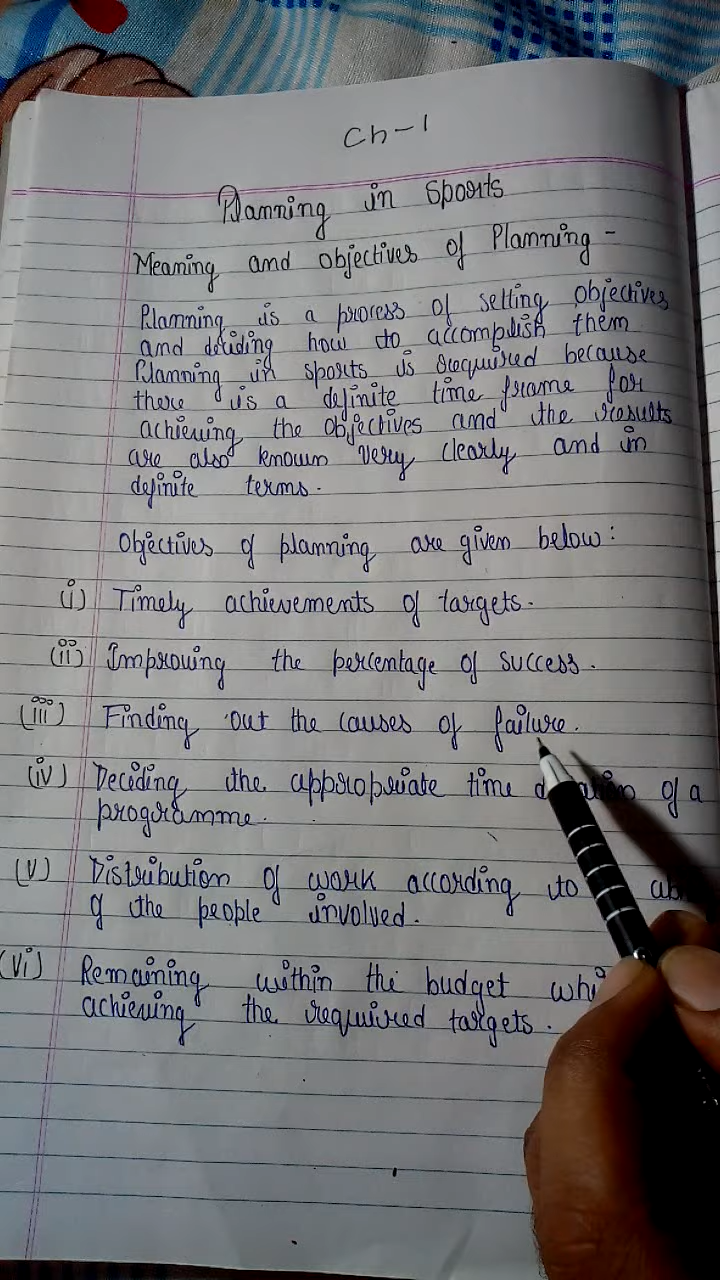 Ch-1
Planning in Sports
Meaning and objectives of Planning -
Planning is a process of setting objectives
and deciding how to accomplish them
Planning in sports is required because
there is a definite time frame for
achieving the objectives and the results
are also known very clearly and in
definite terms.
Objectives of planning are given below:
(i) Timely achievements of targets.
(ii) Improving the percentage of success.
(iii) Finding out the causes of failure.
(iv) Deciding the appropriate time of a
programme.
(v) Distribution of work according to
of the people involved.
(vi) Remaining within the budget
achieving the required targets.